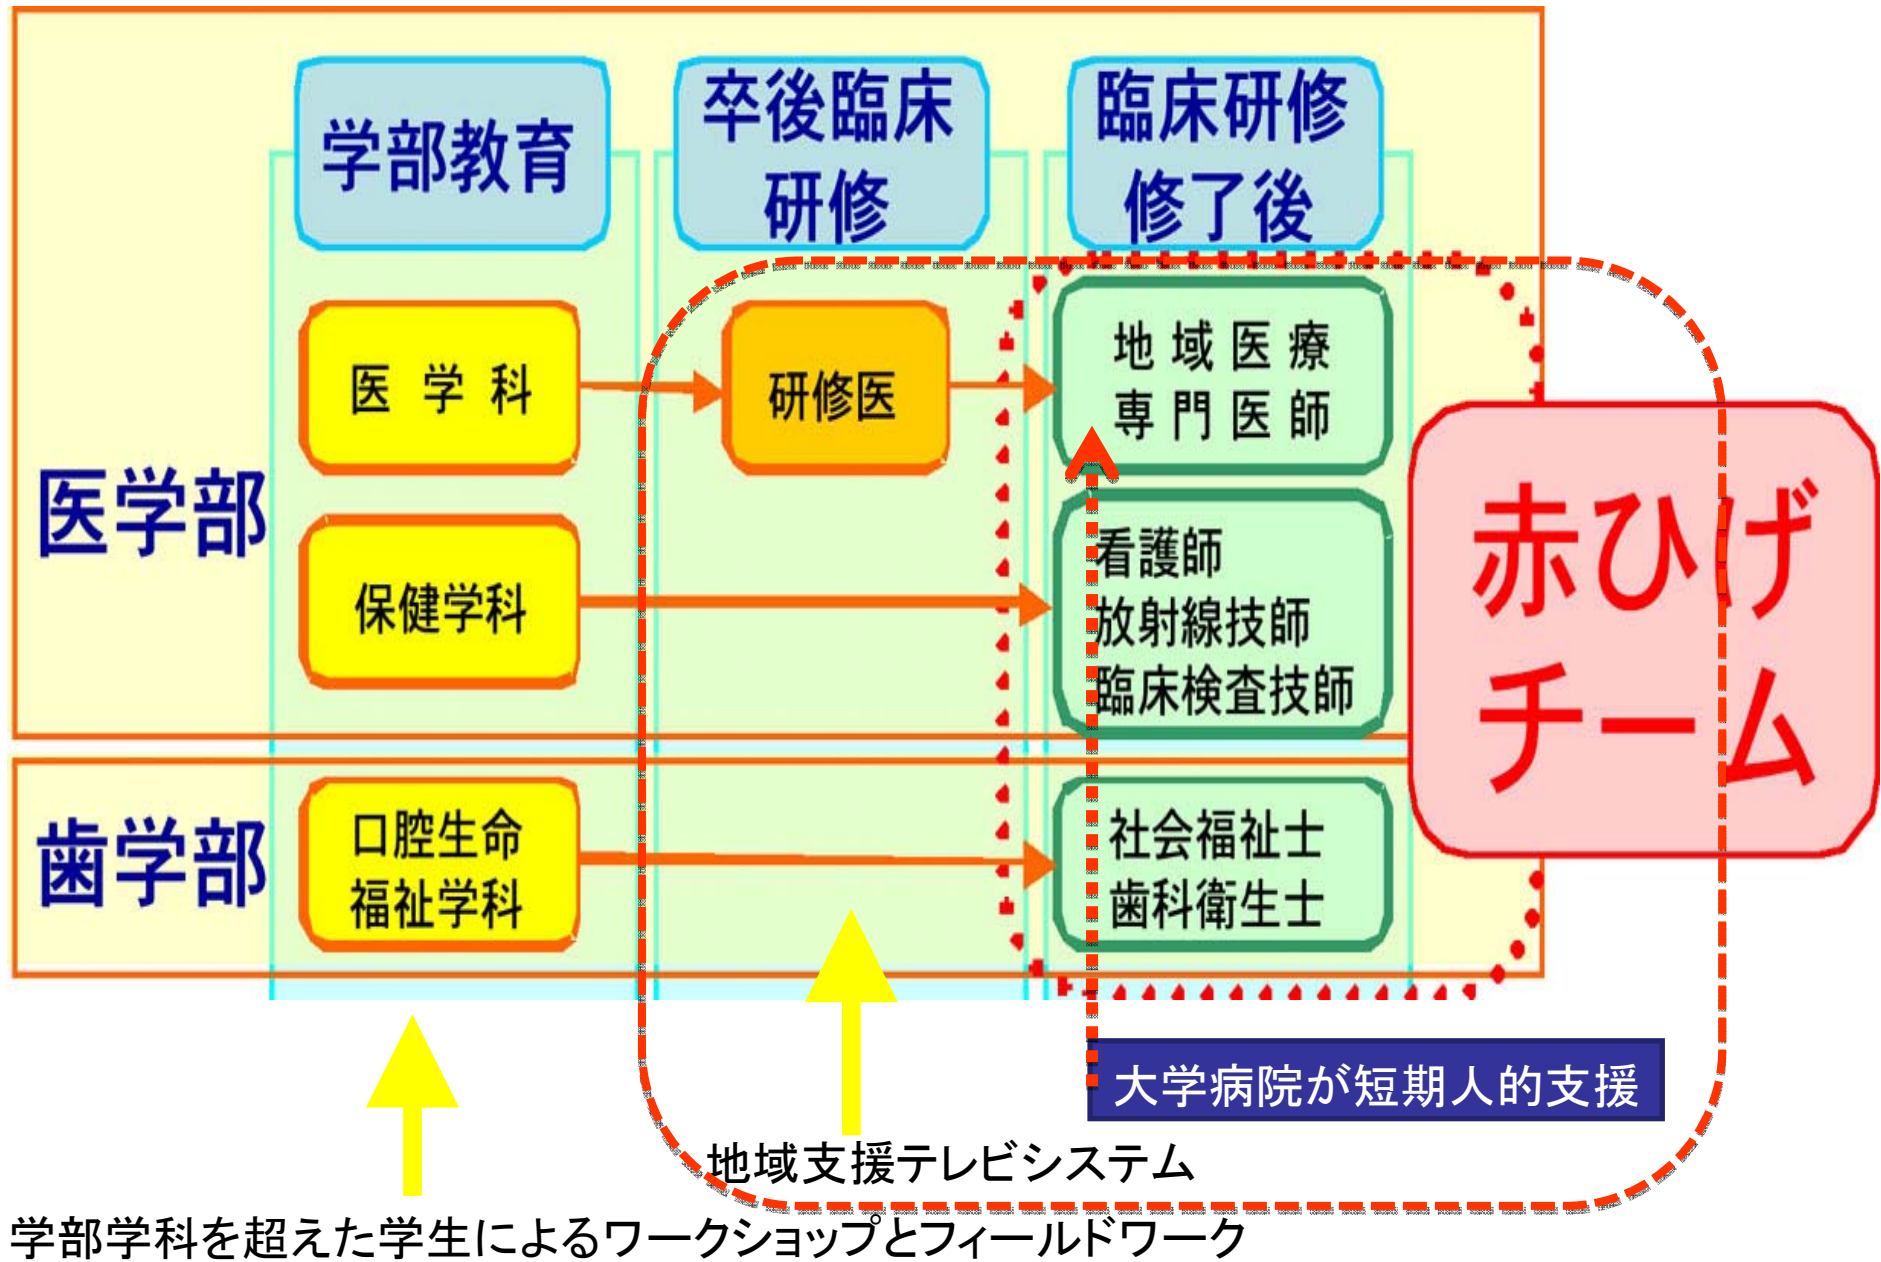 学部教育
卒後臨床
研修
臨床研修
修了後
医学部
医学科
研修医
地域医療
専門医師
保健学科
看護師
放射線技師
臨床検査技師
赤ひげ
チーム
歯学部
口腔生命
福祉学科
社会福祉士
歯科衛生士
大学病院が短期人的支援
地域支援テレビシステム
学部学科を超えた学生によるワークショップとフィールドワーク